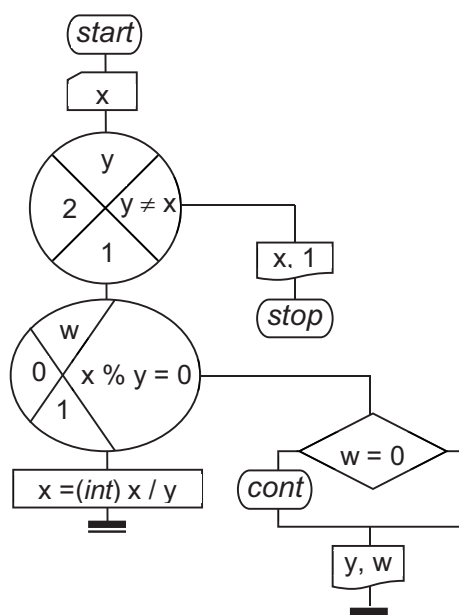 start
x
y
2 y ≠ x
1
x, 1
stop
w
0 x % y = 0
1
w = 0
x =(int) x / y
cont
y, w